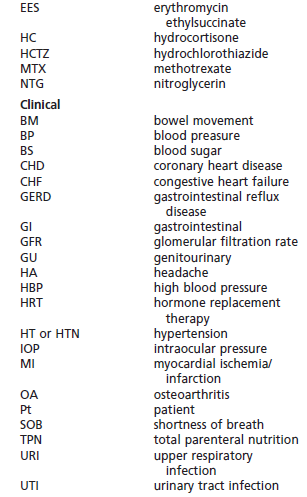 EES erythromycin
ethylsuccinate
HC hydrocortisone
HCTZ hydrochlorothiazide
MTX methotrexate
NTG nitroglycerin
Clinical
BM bowel movement
BP blood preasure
BS blood sugar
CHD coronary heart disease
CHF congestive heart failure
GERD gastrointestinal reflux
disease
GI gastrointestinal
GFR glomerular filtration rate
GU genitourinary
HA headache
HBP high blood pressure
HRT hormone replacement
therapy
HT or HTN hypertension
IOP intraocular pressure
MI myocardial ischemia/
infarction
OA osteoarthritis
Pt patient
SOB shortness of breath
TPN total parenteral nutrition
URI upper respiratory
infection
UTI urinary tract infection